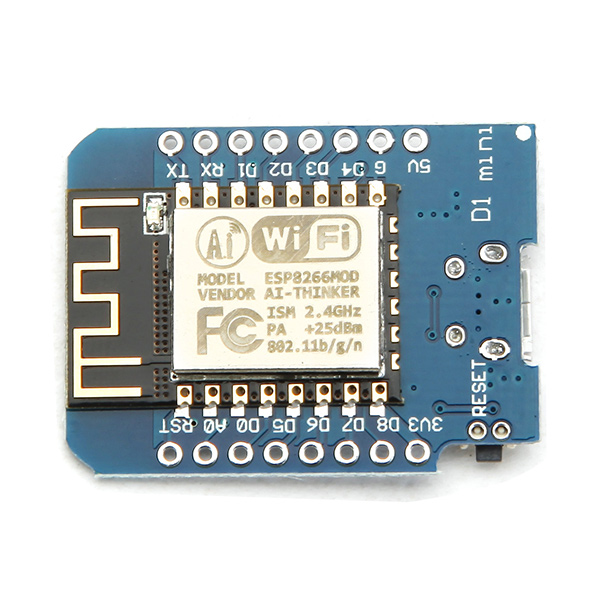 TX RX D1 D2 D3 D4 G 5V
D1 mini
Ai WiFi
MODEL ESP8266MOD
VENDOR AI-THINKER
FC ISM 2.4GHz
PA +25dBm
802.11b/g/n
RESET
RST A0 D0 D5 D6 D7 D8 3V3